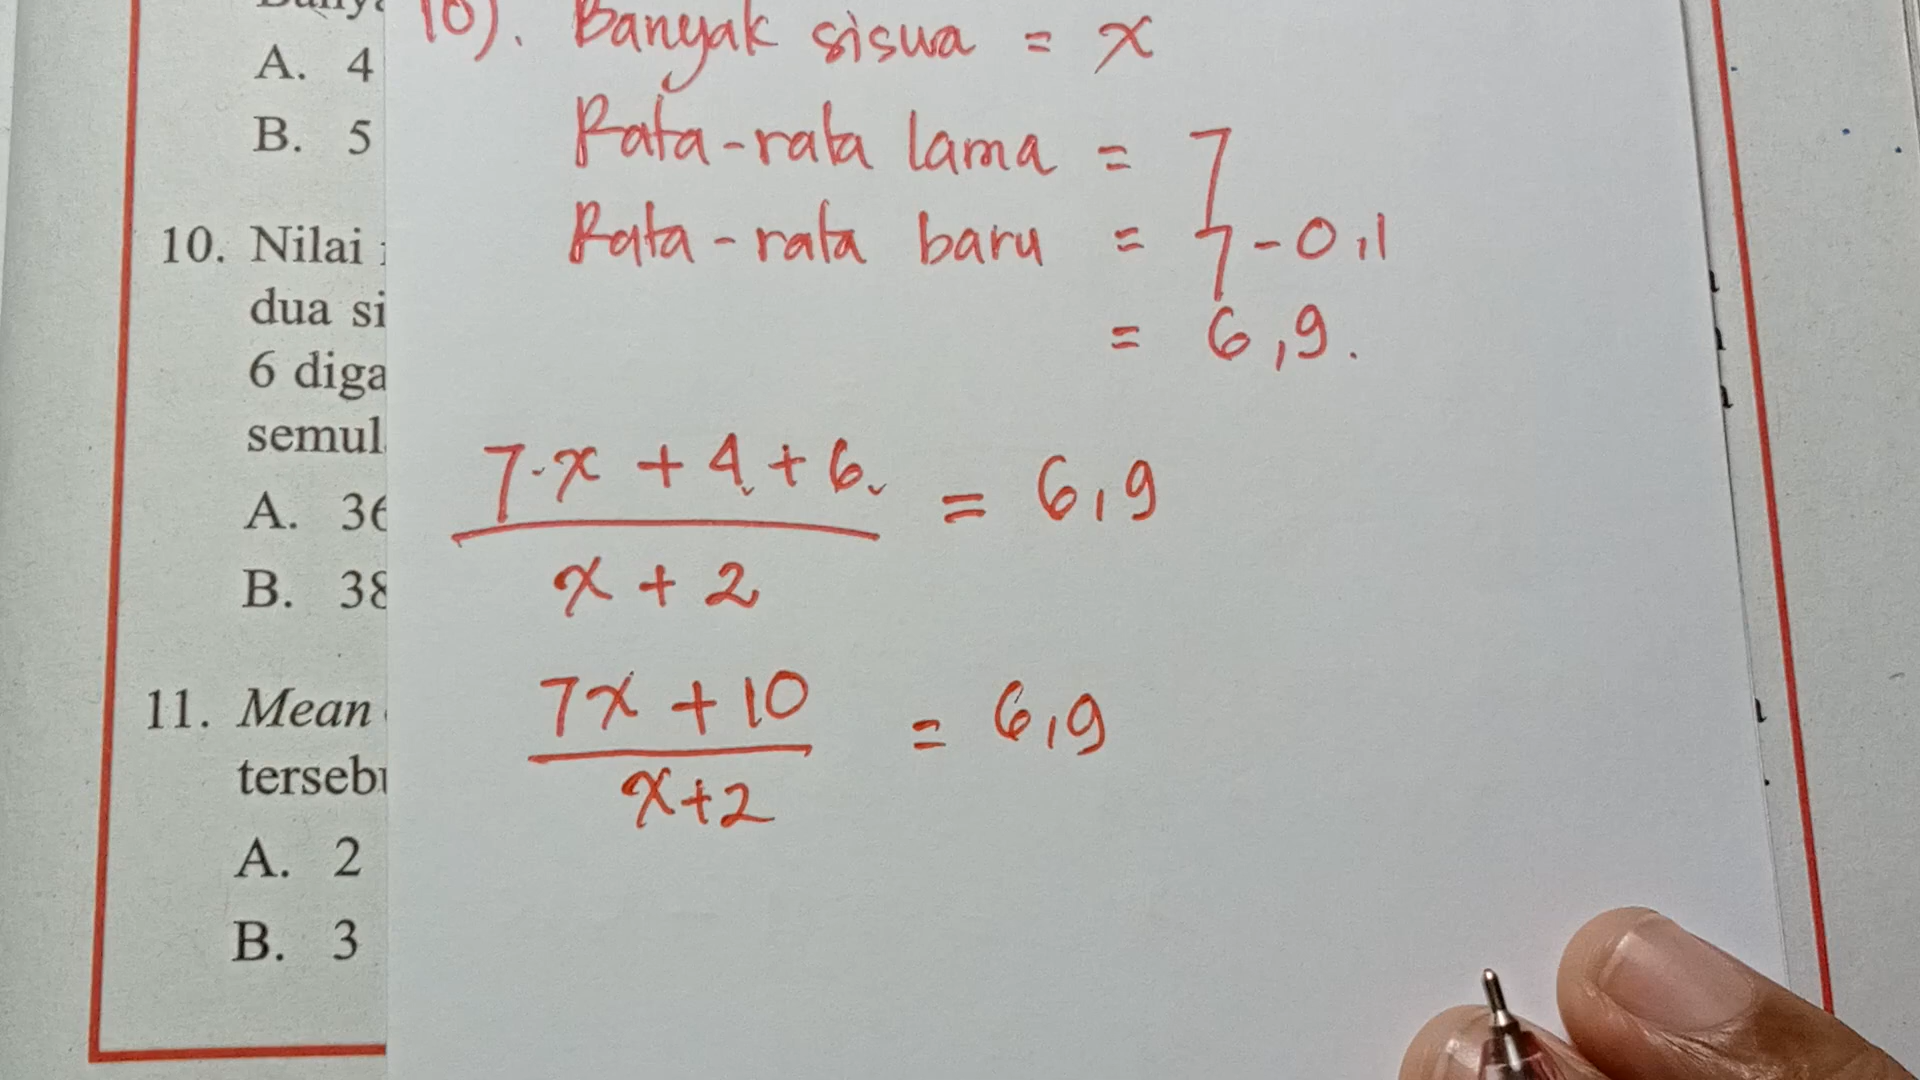 A. 4
B. 5
10. Nilai
dua si
6 diga
semul
A. 36
B. 38
11. Mean
tersebu
A. 2
B. 3
10). Banyak siswa = x
Rata-rata lama = 7
Rata-rata baru = 7 - 0,1
= 6,9.
7·x + 4 + 6 = 6,9
x + 2
7x + 10 = 6,9
x+2